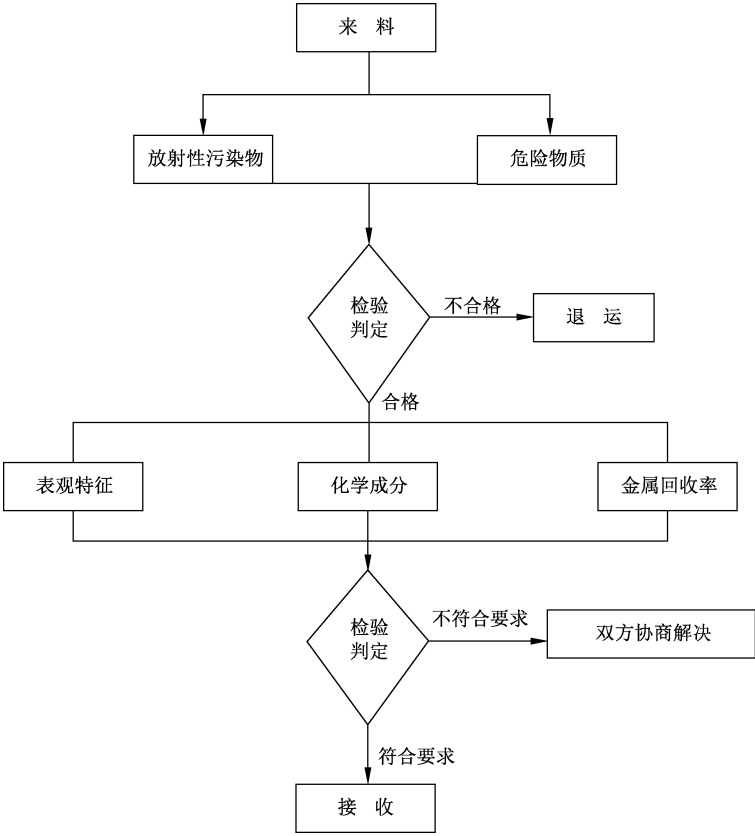 来 料
放射性污染物
危险物质
检验
判定
不合格
退 运
合格
表观特征
化学成分
金属回收率
检验
判定
不符合要求
双方协商解决
符合要求
接 收